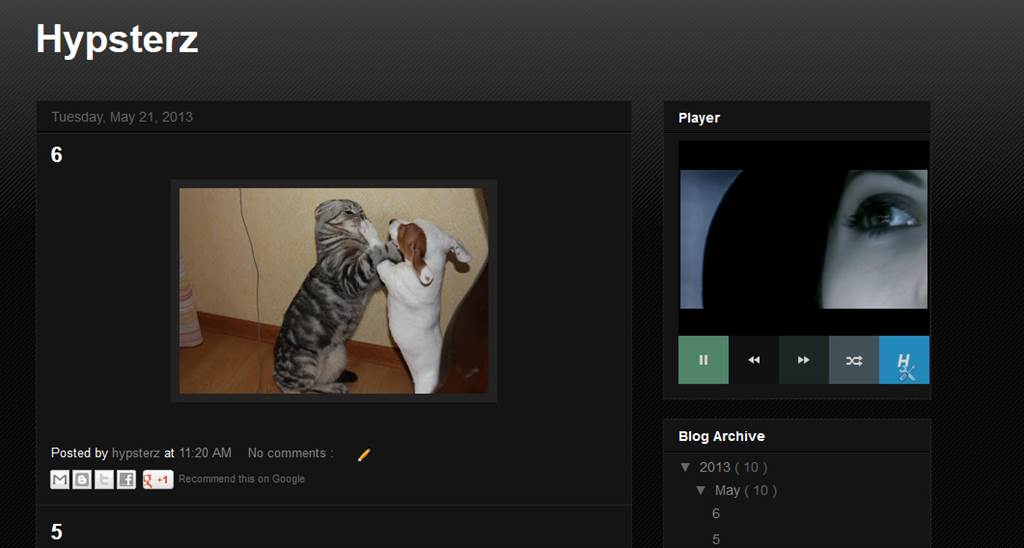 Hypsterz
Tuesday, May 21, 2013
6
Posted by hypsterz at 11:20 AM No comments :
g +1 Recommend this on Google
5
Player
H
Blog Archive
▼ 2013 ( 10 )
▼ May ( 10 )
6
5